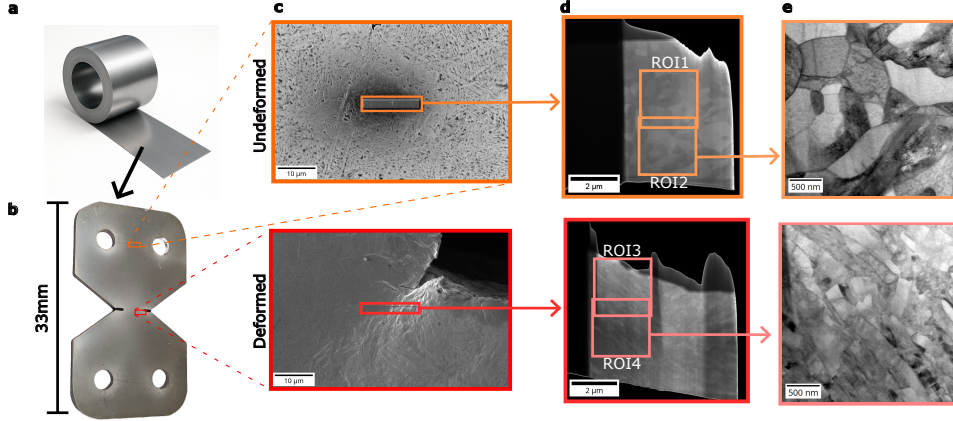 a
b
33mm
c
Undeformed
10 µm
Deformed
10 µm
d
ROI1
ROI2
2 µm
ROI3
ROI4
2 µm
e
500 nm
500 nm